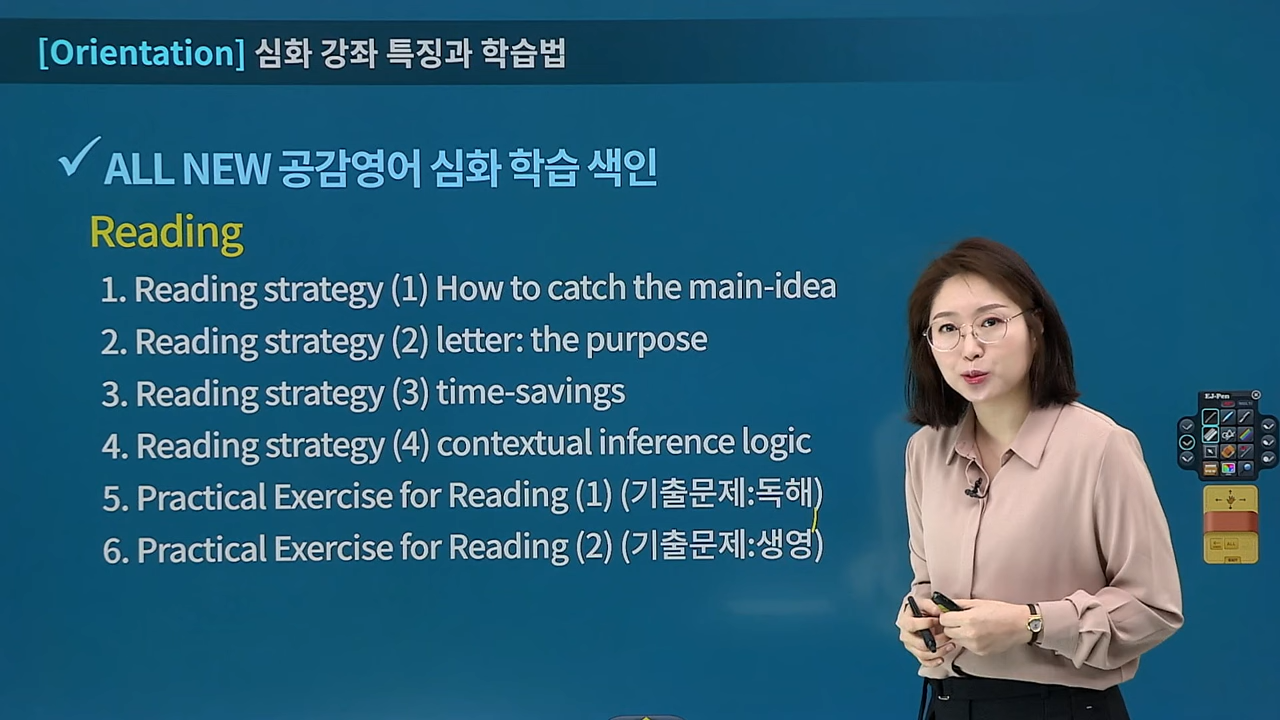 [Orientation] 심화 강좌 특징과 학습법
ALL NEW 공감영어 심화 학습 색인
Reading
1. Reading strategy (1) How to catch the main-idea
2. Reading strategy (2) letter: the purpose
3. Reading strategy (3) time-savings
4. Reading strategy (4) contextual inference logic
5. Practical Exercise for Reading (1) (기출문제:독해)
6. Practical Exercise for Reading (2) (기출문제:생영)
EJ-Pen